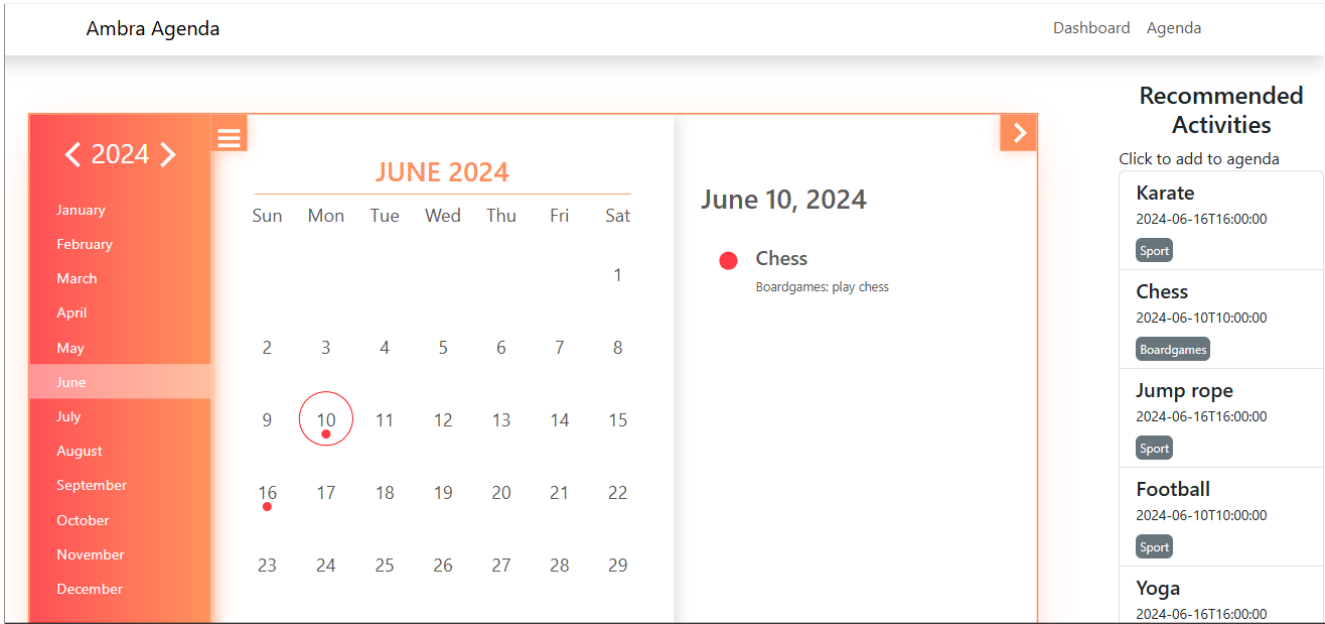 Ambra Agenda
Dashboard Agenda
2024
January
February
March
April
May
June
July
August
September
October
November
December
JUNE 2024
Sun Mon Tue Wed Thu Fri Sat
1
2 3 4 5 6 7 8
9 10 11 12 13 14 15
16 17 18 19 20 21 22
23 24 25 26 27 28 29
June 10, 2024
Chess
Boardgames: play chess
Recommended
Activities
Click to add to agenda
Karate
2024-06-16T16:00:00
Sport
Chess
2024-06-10T10:00:00
Boardgames
Jump rope
2024-06-16T16:00:00
Sport
Football
2024-06-10T10:00:00
Sport
Yoga
2024-06-16T16:00:00